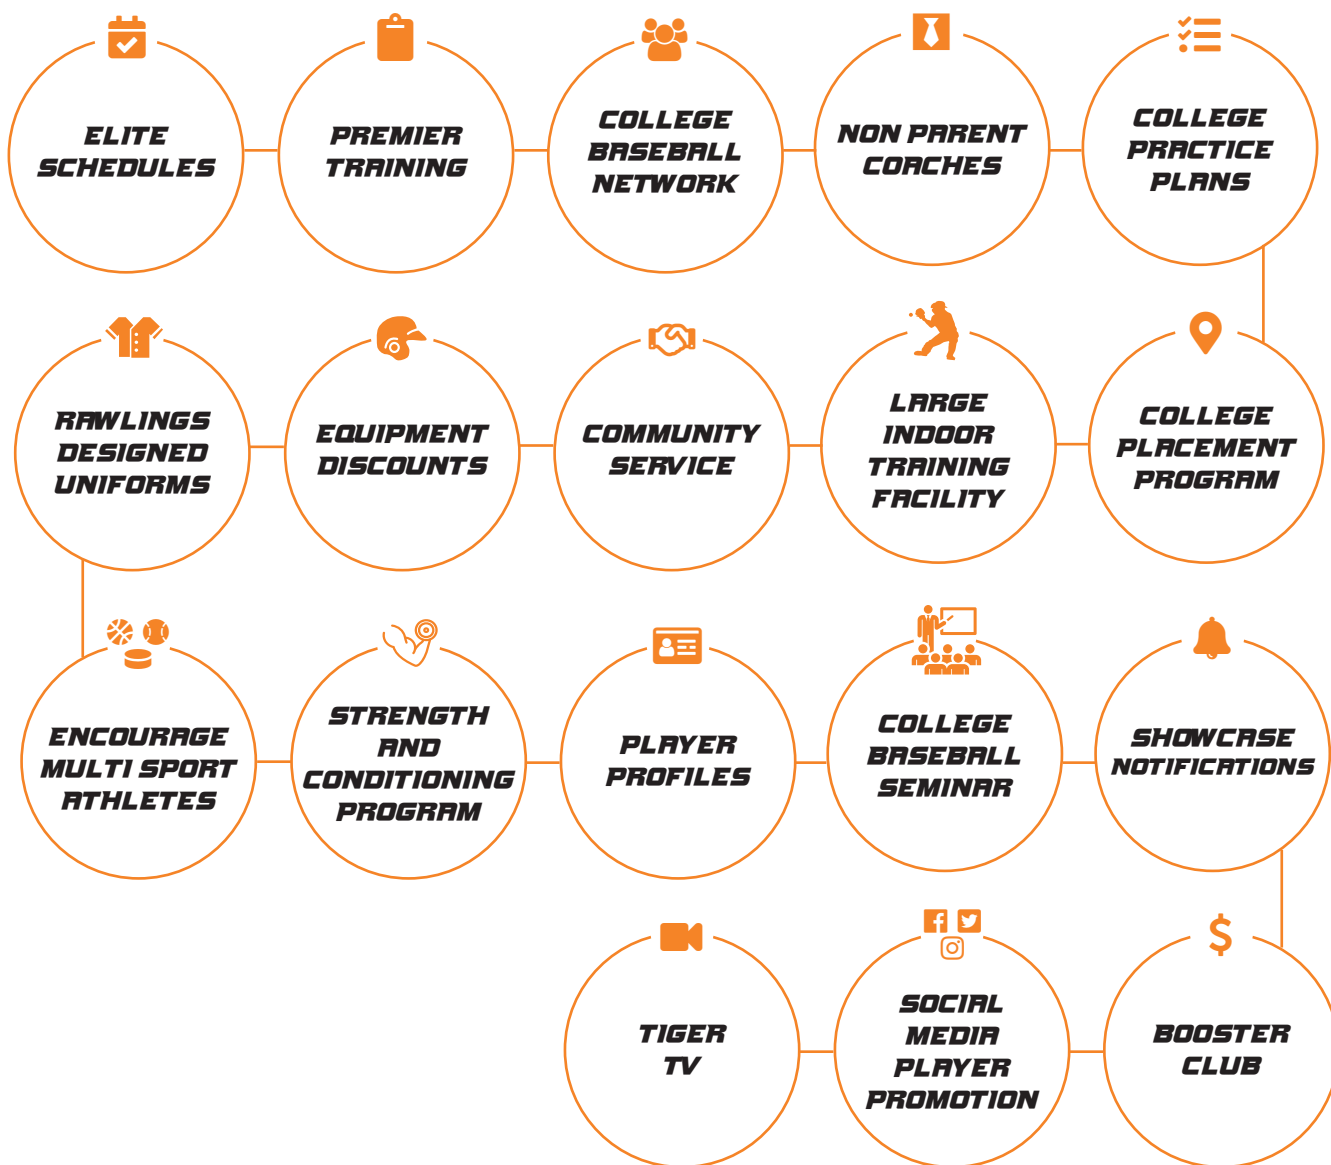 ELITE
SCHEDULES
PREMIER
TRAINING
COLLEGE
BASEBALL
NETWORK
NON PARENT
COACHES
COLLEGE
PRACTICE
PLANS
RAWLINGS
DESIGNED
UNIFORMS
EQUIPMENT
DISCOUNTS
COMMUNITY
SERVICE
LARGE
INDOOR
TRAINING
FACILITY
COLLEGE
PLACEMENT
PROGRAM
ENCOURAGE
MULTI SPORT
ATHLETES
STRENGTH
AND
CONDITIONING
PROGRAM
PLAYER
PROFILES
COLLEGE
BASEBALL
SEMINAR
SHOWCASE
NOTIFICATIONS
$
TIGER
TV
SOCIAL
MEDIA
PLAYER
PROMOTION
BOOSTER
CLUB